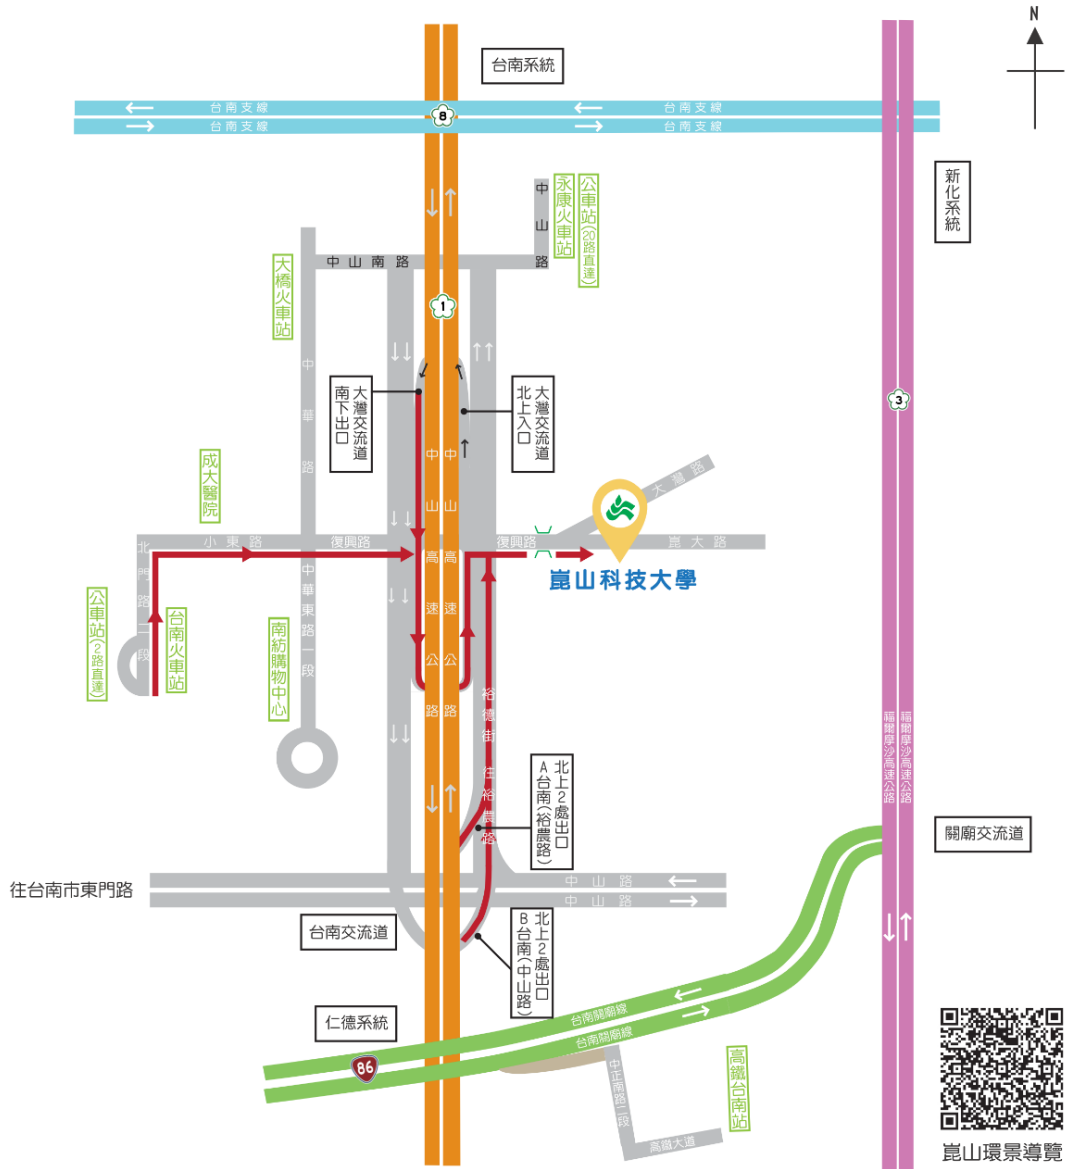 N
台南系統
台南支線
台南支線
台南支線
台南支線
8
新化系統
中山路
永康火車站
公車站(20路直達)
中山南路
大橋火車站
1
中華路
大灣交流道
南下出口
大灣交流道
北上入口
3
中山高速公路
中山高速公路
成大醫院
大灣路
小東路
復興路
復興路
崑大路
崑山科技大學
北門路二段
公車站(2路直達)
台南火車站
中華東路一段
南紡購物中心
裕德街
往裕農路
福爾摩沙高速公路
福爾摩沙高速公路
北上2處出口
A台南(裕農路)
關廟交流道
中山路
中山路
往台南市東門路
台南交流道
北上2處出口
B台南(中山路)
仁德系統
台南關廟線
台南關廟線
86
中正南路二段
高鐵大道
高鐵台南站
崑山環景導覽